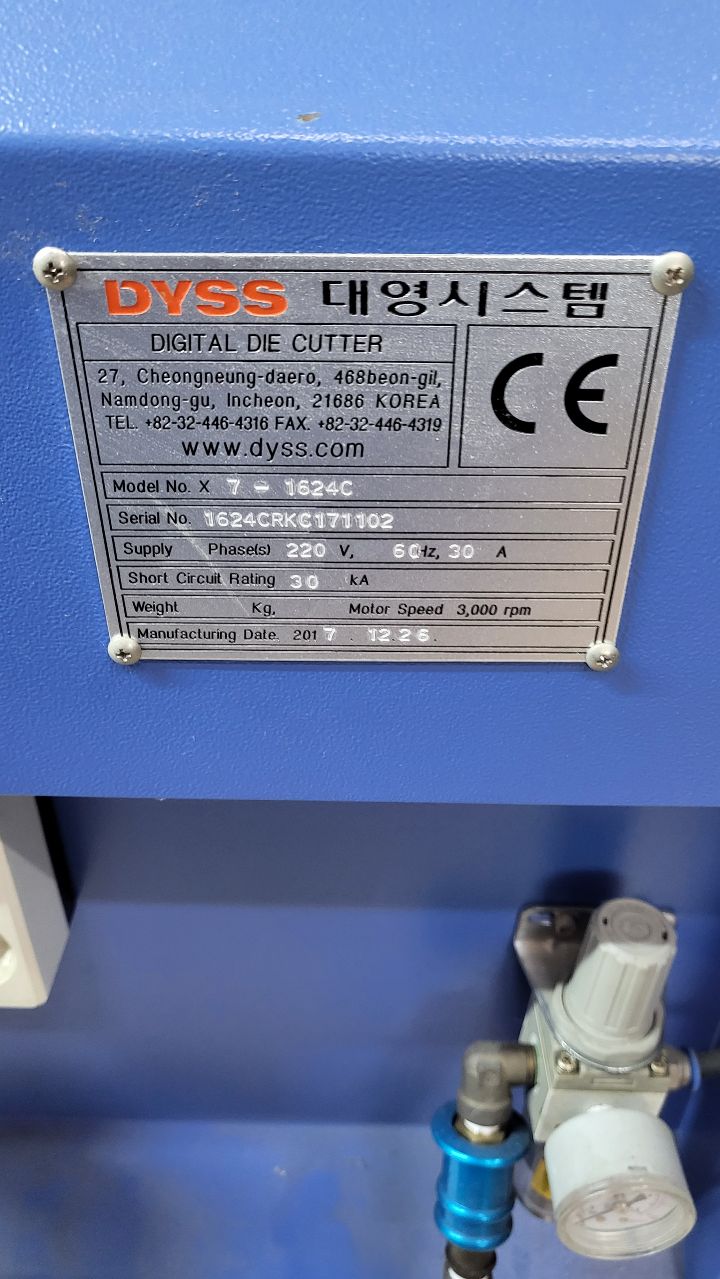 DYSS 대영시스템
DIGITAL DIE CUTTER
27, Cheongneung-daero, 468beon-gil,
Namdong-gu, Incheon, 21686 KOREA
TEL. +82-32-446-4316 FAX. +82-32-446-4319
www.dyss.com
CE
Model No. X 7 - 1624C
Serial No. 1624CRKC171102
Supply Phase(s) 220 V, 60Hz, 30 A
Short Circuit Rating 30 kA
Weight Kg, Motor Speed 3,000 rpm
Manufacturing Date. 2017 . 12.26.